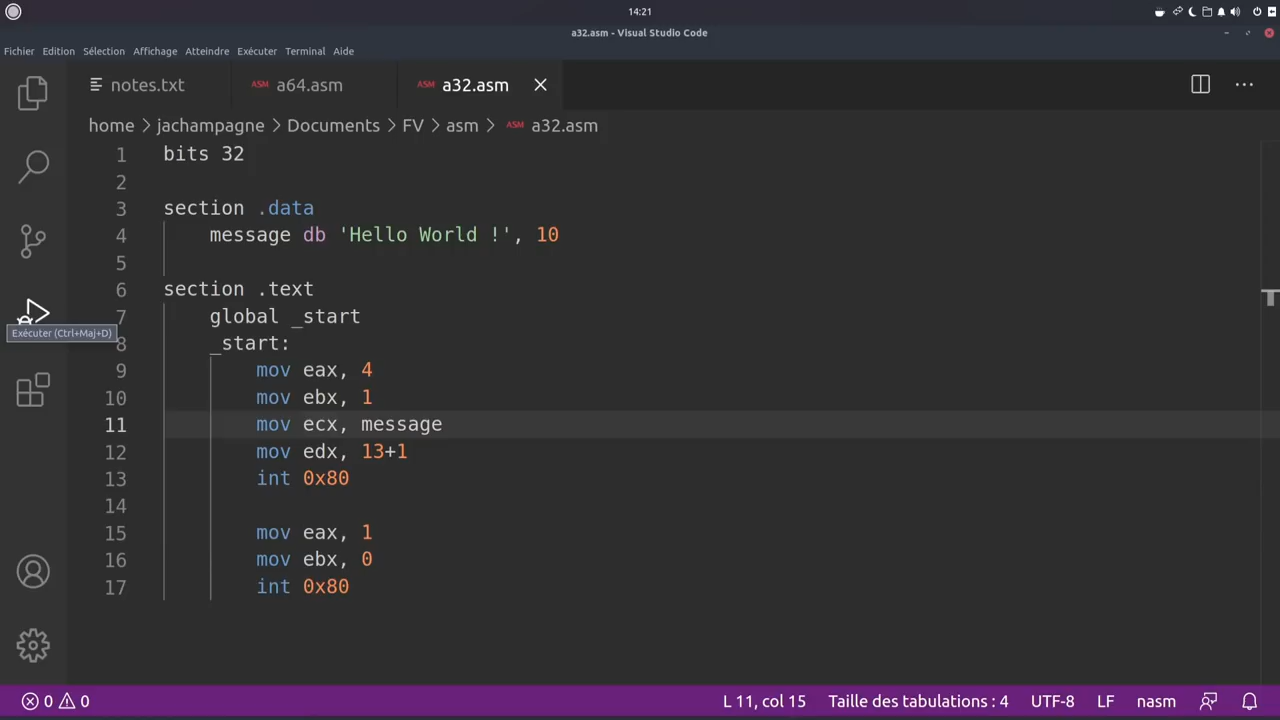 14:21
a32.asm - Visual Studio Code
Fichier Edition Sélection Affichage Atteindre Exécuter Terminal Aide
notes.txt ASM a64.asm ASM a32.asm
home > jachampagne > Documents > FV > asm > ASM a32.asm
1 bits 32
2
3 section .data
4 message db 'Hello World !', 10
5
6 section .text
7 global _start
Exécuter (Ctrl+Maj+D)
8 _start:
9 mov eax, 4
10 mov ebx, 1
11 mov ecx, message
12 mov edx, 13+1
13 int 0x80
14
15 mov eax, 1
16 mov ebx, 0
17 int 0x80
0 0 L 11, col 15 Taille des tabulations : 4 UTF-8 LF nasm